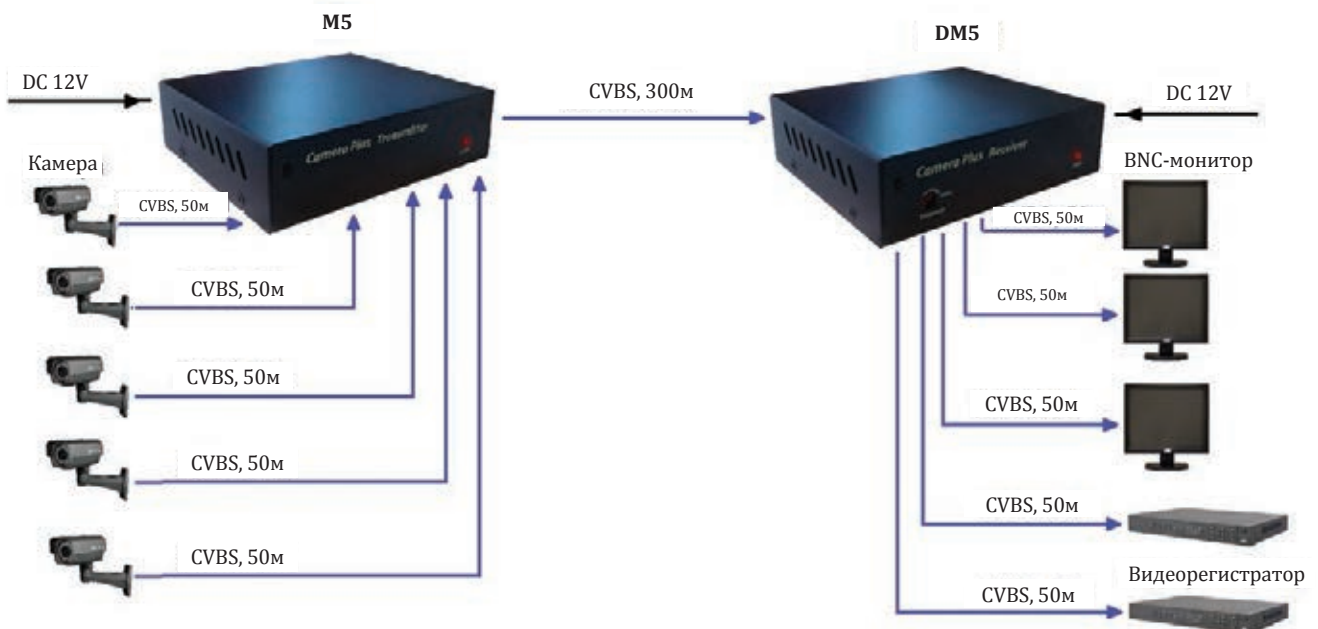 M5
DM5
DC 12V
CVBS, 300м
DC 12V
Camera Plus Transmitter
Camera Plus Receiver
Камера
BNC-монитор
CVBS, 50м
CVBS, 50м
CVBS, 50м
CVBS, 50м
CVBS, 50м
CVBS, 50м
CVBS, 50м
CVBS, 50м
CVBS, 50м
Видеорегистратор
CVBS, 50м